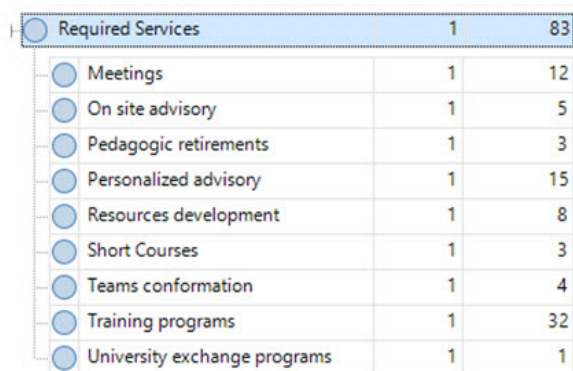 Required Services 1 83
Meetings 1 12
On site advisory 1 5
Pedagogic retirements 1 3
Personalized advisory 1 15
Resources development 1 8
Short Courses 1 3
Teams conformation 1 4
Training programs 1 32
University exchange programs 1 1